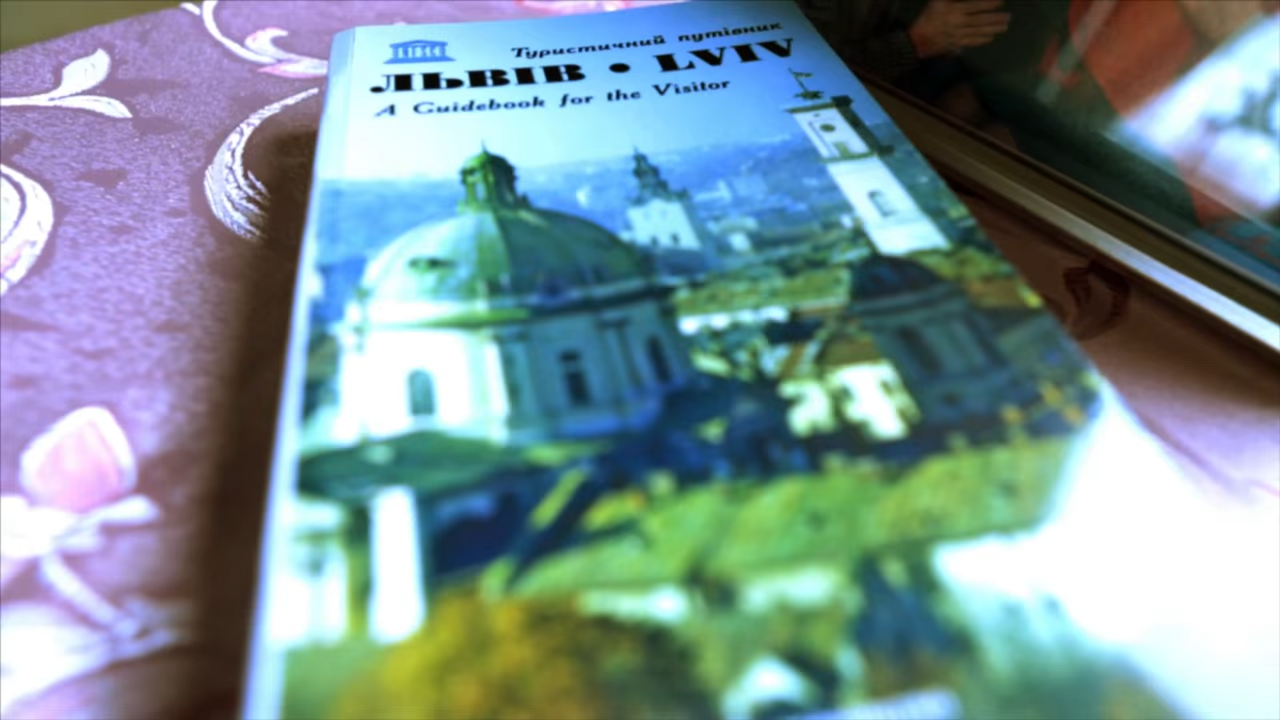 Туристичний путівник
ЛЬВІВ • LVIV
A Guidebook for the Visitor